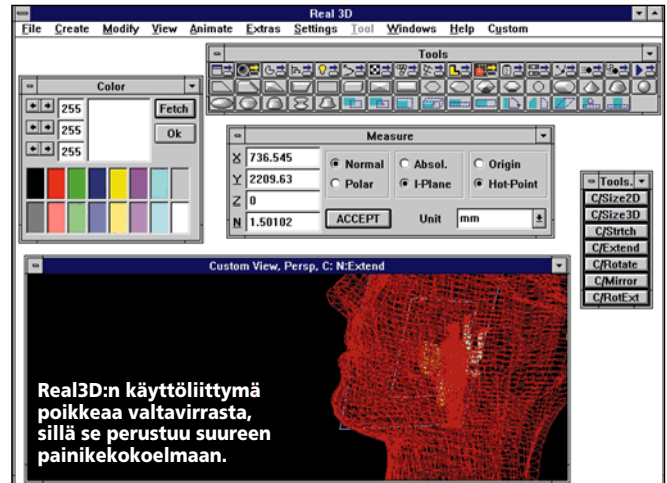 Real 3D
File Create Modify View Animate Extras Settings Tool Windows Help Custom
Tools
Color
255
255
255
Fetch
Ok
Measure
X 736.545
Y 2209.63
Z 0
N 1.50102
Normal
Polar
Absol.
I-Plane
Origin
Hot-Point
ACCEPT
Unit mm
Tools.
C/Size2D
C/Size3D
C/Strtch
C/Extend
C/Rotate
C/Mirror
C/RotExt
Custom View, Persp, C: N:Extend
Real3D:n käyttöliittymä
poikkeaa valtavirrasta,
sillä se perustuu suureen
painikekokoelmaan.